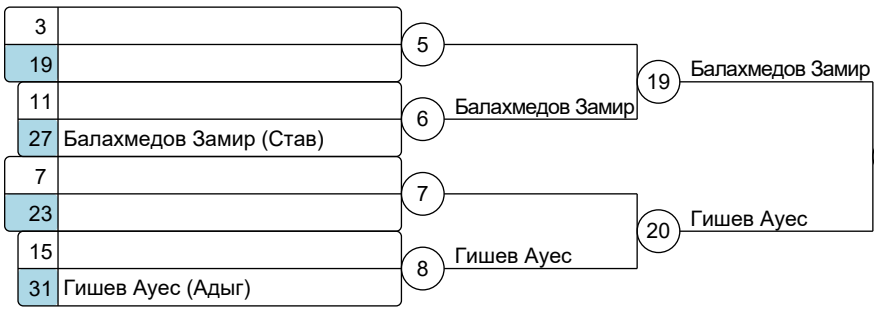 3
5
19
19 Балахмедов Замир
11
6 Балахмедов Замир
27 Балахмедов Замир (Став)
7
7
23
20 Гишев Ауес
15
8 Гишев Ауес
31 Гишев Ауес (Адыг)